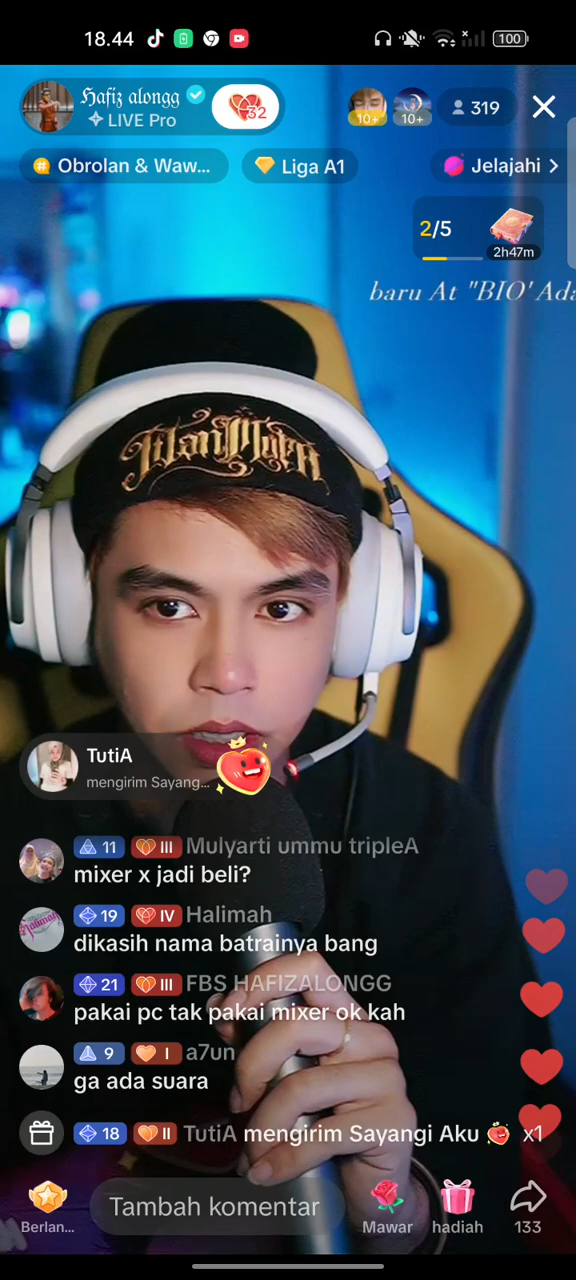 18.44
100
Hafiz alongg
LIVE Pro
32
10+
10+
319
Obrolan & Waw...
Liga A1
Jelajahi
2/5
2h47m
baru At "BIO' Ada
TutiA
mengirim Sayang...
11 III Mulyarti ummu tripleA
mixer x jadi beli?
19 IV Halimah
dikasih nama batrainya bang
21 III FBS HAFIZALONGG
pakai pc tak pakai mixer ok kah
9 I a7un
ga ada suara
18 II TutiA mengirim Sayangi Aku x1
Berlan...
Tambah komentar
Mawar
hadiah
133